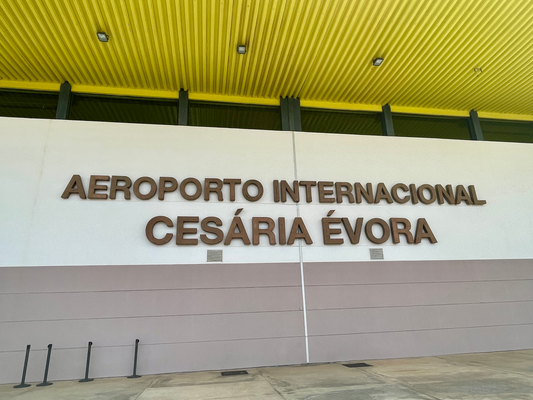 AEROPORTO INTERNACIONAL
CESÁRIA ÉVORA